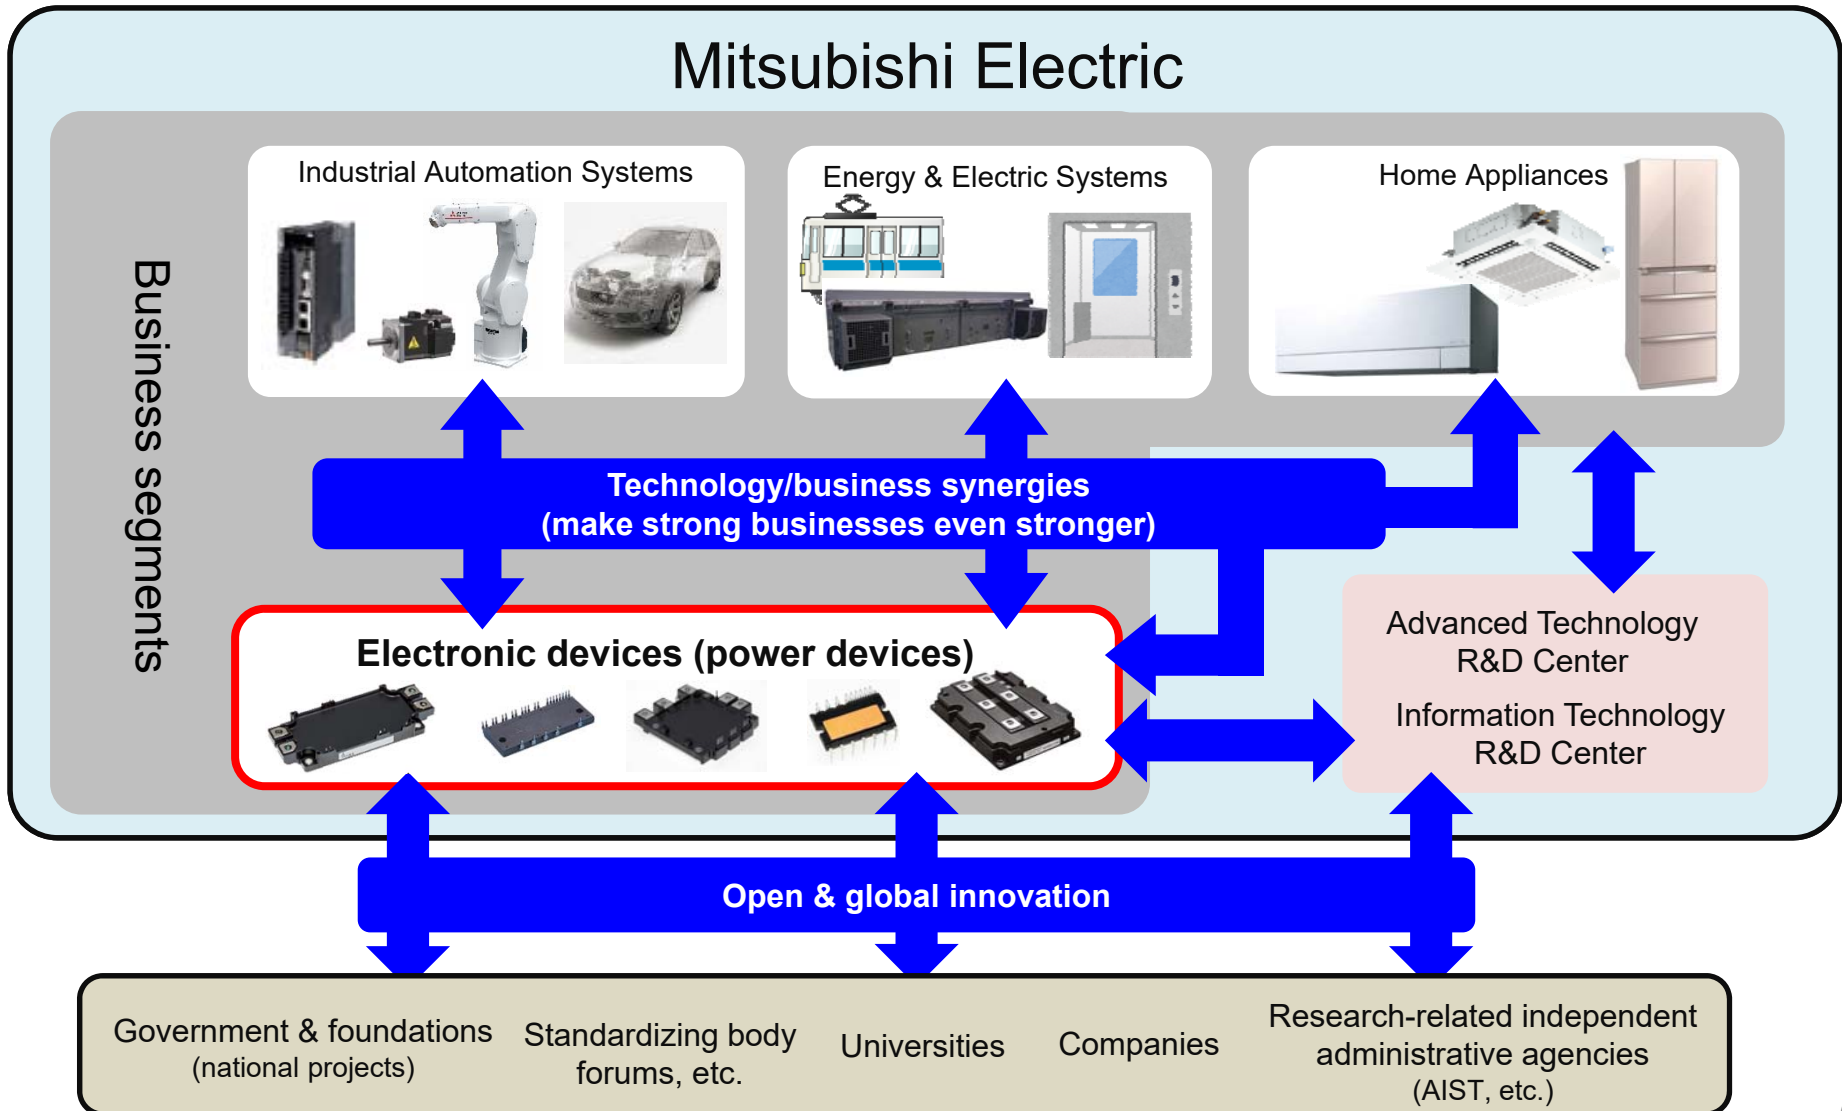 Mitsubishi Electric
Business segments
Industrial Automation Systems
Energy & Electric Systems
Home Appliances
Technology/business synergies
(make strong businesses even stronger)
Electronic devices (power devices)
Advanced Technology
R&D Center
Information Technology
R&D Center
Open & global innovation
Government & foundations
(national projects)
Standardizing body
forums, etc.
Universities
Companies
Research-related independent
administrative agencies
(AIST, etc.)